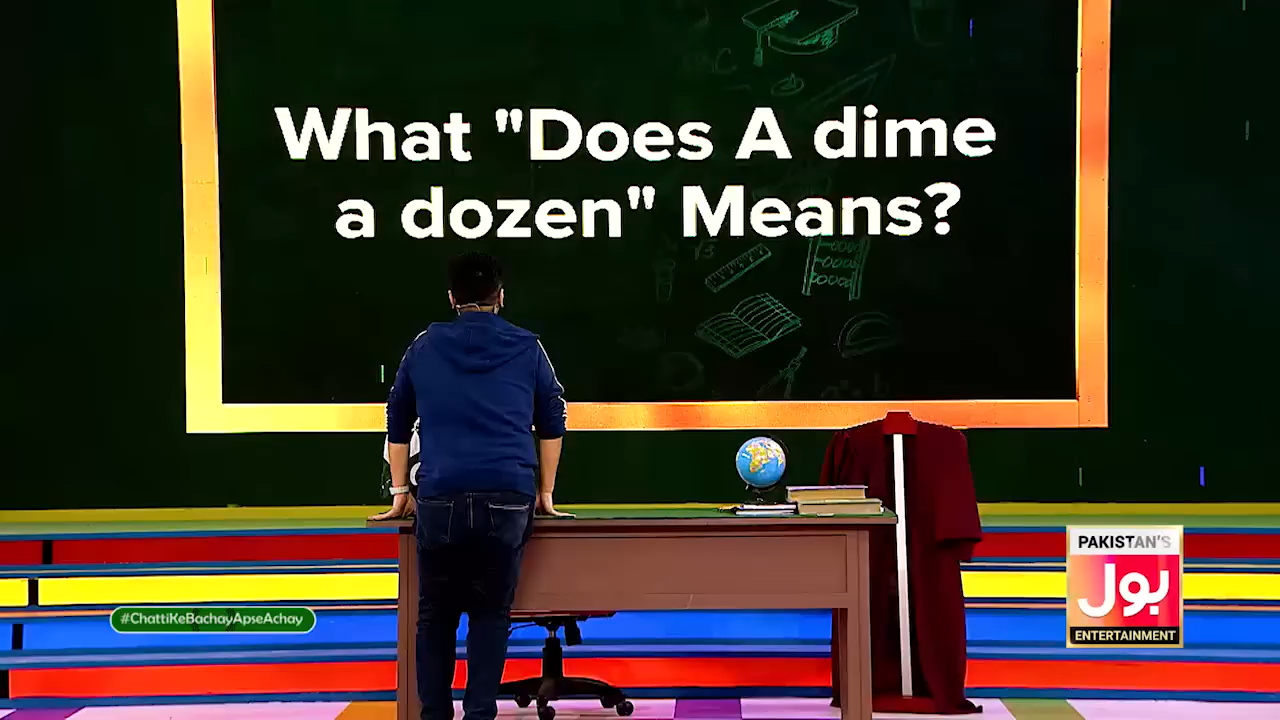 What "Does A dime
a dozen" Means?
#ChattiKeBachayApseAchay
PAKISTAN'S
بول
ENTERTAINMENT